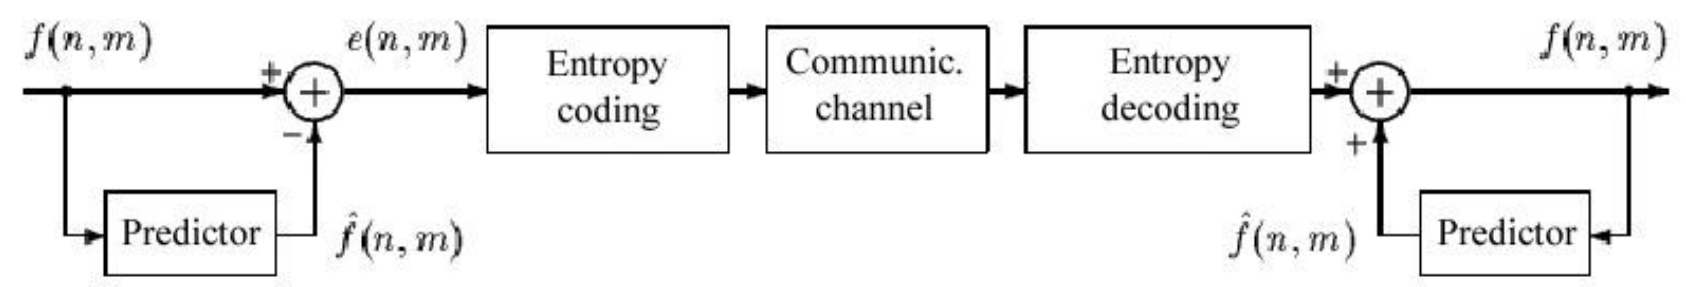 f(n, m)
+
+
−
e(n, m)
Predictor
f̂(n, m)
Entropy
coding
Communic.
channel
Entropy
decoding
+
+
+
f(n, m)
f̂(n, m)
Predictor